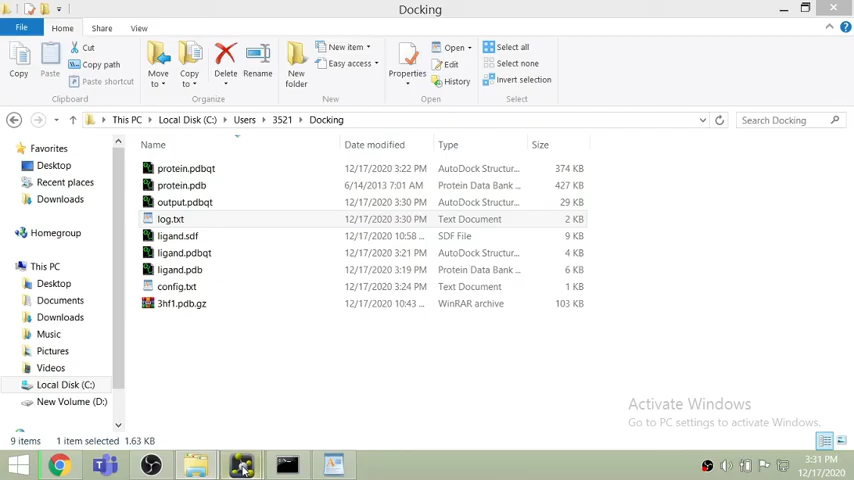 Docking
File
Home
Share
View
Copy
Paste
Cut
Copy path
Paste shortcut
Clipboard
Move to
Copy to
Delete
Rename
Organize
New folder
New item
Easy access
New
Properties
Open
Edit
History
Open
Select all
Select none
Invert selection
Select
This PC
Local Disk (C:)
Users
3521
Docking
Search Docking
Name
Date modified
Type
Size
protein.pdbqt 12/17/2020 3:22 PM AutoDock Structur... 374 KB
protein.pdb 6/14/2013 7:01 AM Protein Data Bank ... 427 KB
output.pdbqt 12/17/2020 3:30 PM AutoDock Structur... 29 KB
log.txt 12/17/2020 3:30 PM Text Document 2 KB
ligand.sdf 12/17/2020 10:58 ... SDF File 9 KB
ligand.pdbqt 12/17/2020 3:21 PM AutoDock Structur... 4 KB
ligand.pdb 12/17/2020 3:19 PM Protein Data Bank ... 6 KB
config.txt 12/17/2020 3:24 PM Text Document 1 KB
3hf1.pdb.gz 12/17/2020 10:43 ... WinRAR archive 103 KB
Favorites
Desktop
Recent places
Downloads
Homegroup
This PC
Desktop
Documents
Downloads
Music
Pictures
Videos
Local Disk (C:)
New Volume (D:)
Activate Windows
Go to PC settings to activate Windows.
9 items
1 item selected 1.63 KB
3:31 PM
12/17/2020